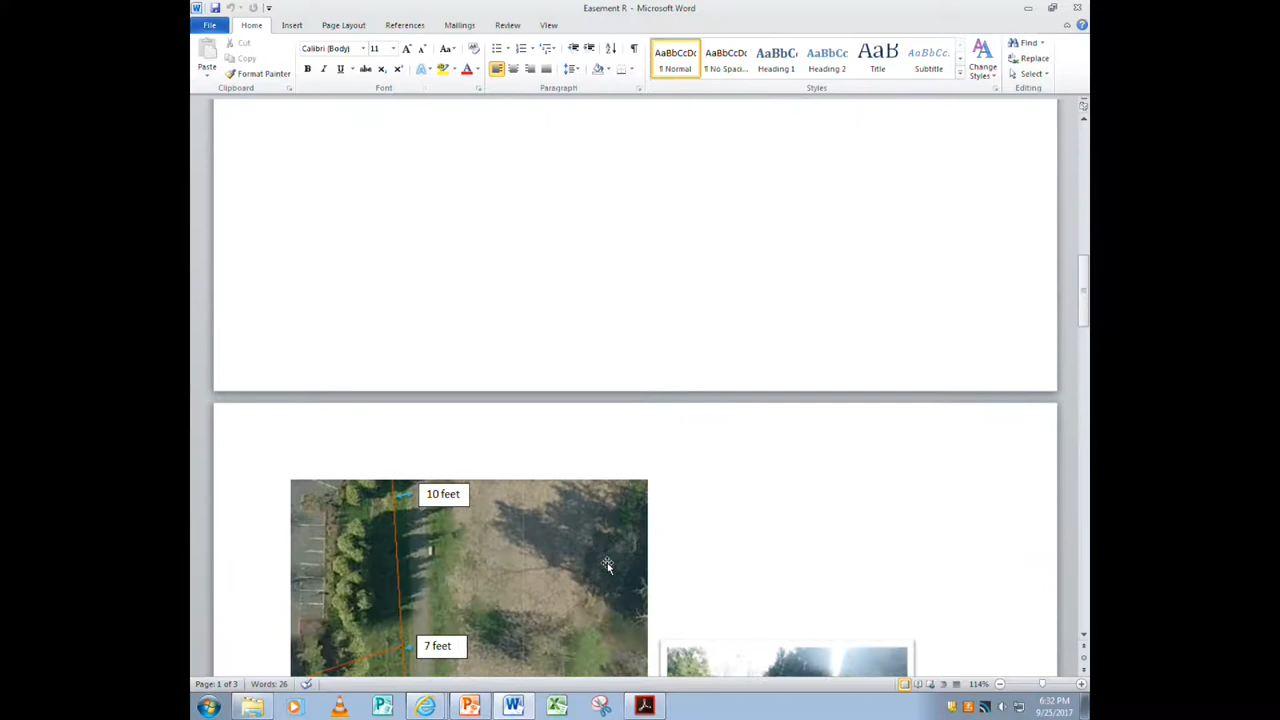 Easement R - Microsoft Word
File Home Insert Page Layout References Mailings Review View
Cut
Copy
Format Painter
Paste
Clipboard
Calibri (Body) 11
Font
Paragraph
AaBbCcDc AaBbCcDc AaBbC( AaBbCc AaB AaBbCc.
¶ Normal ¶ No Spaci... Heading 1 Heading 2 Title Subtitle
Change
Styles
Styles
Find
Replace
Select
Editing
10 feet
7 feet
Page: 1 of 3 Words: 26
114%
6:32 PM
9/25/2017